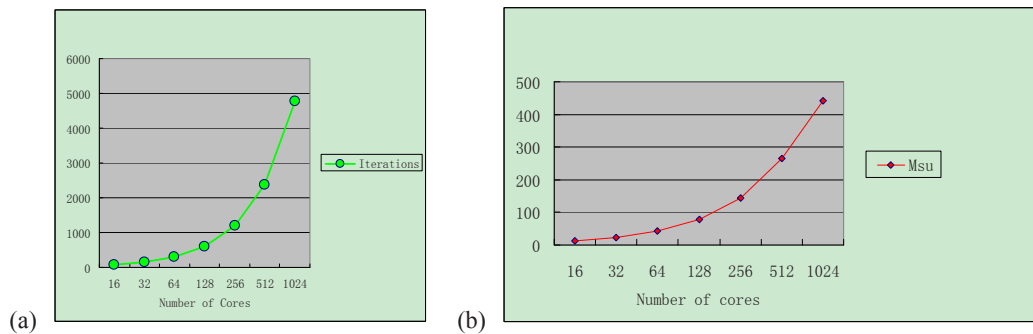 6000
5000
4000
3000
2000
1000
0
16 32 64 128 256 512 1024
Number of Cores
Iterations
(a)
500
400
300
200
100
0
16 32 64 128 256 512 1024
Number of cores
Msu
(b)